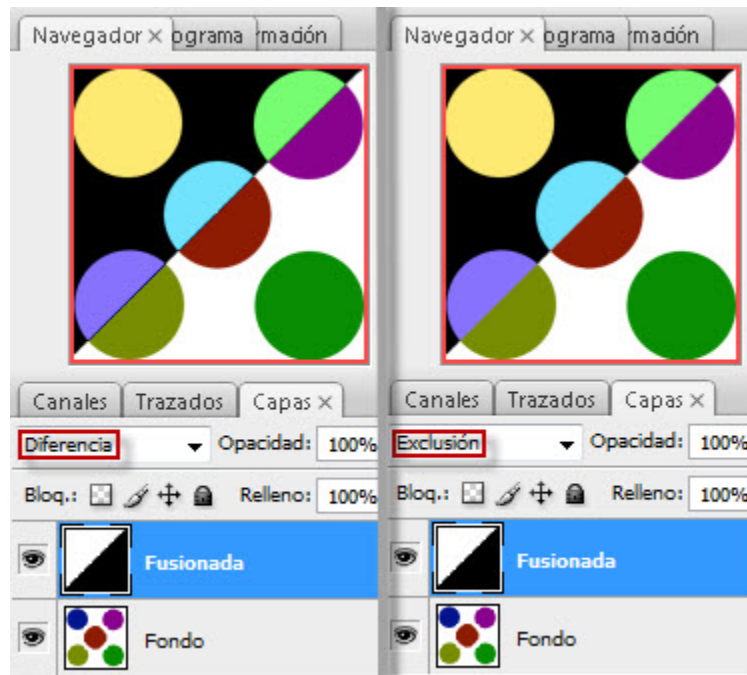 Navegador × ograma mación
Canales Trazados Capas ×
Diferencia Opacidad: 100%
Bloq.: Relleno: 100%
Fusionada
Fondo
Navegador × ograma mación
Canales Trazados Capas ×
Exclusión Opacidad: 100%
Bloq.: Relleno: 100%
Fusionada
Fondo